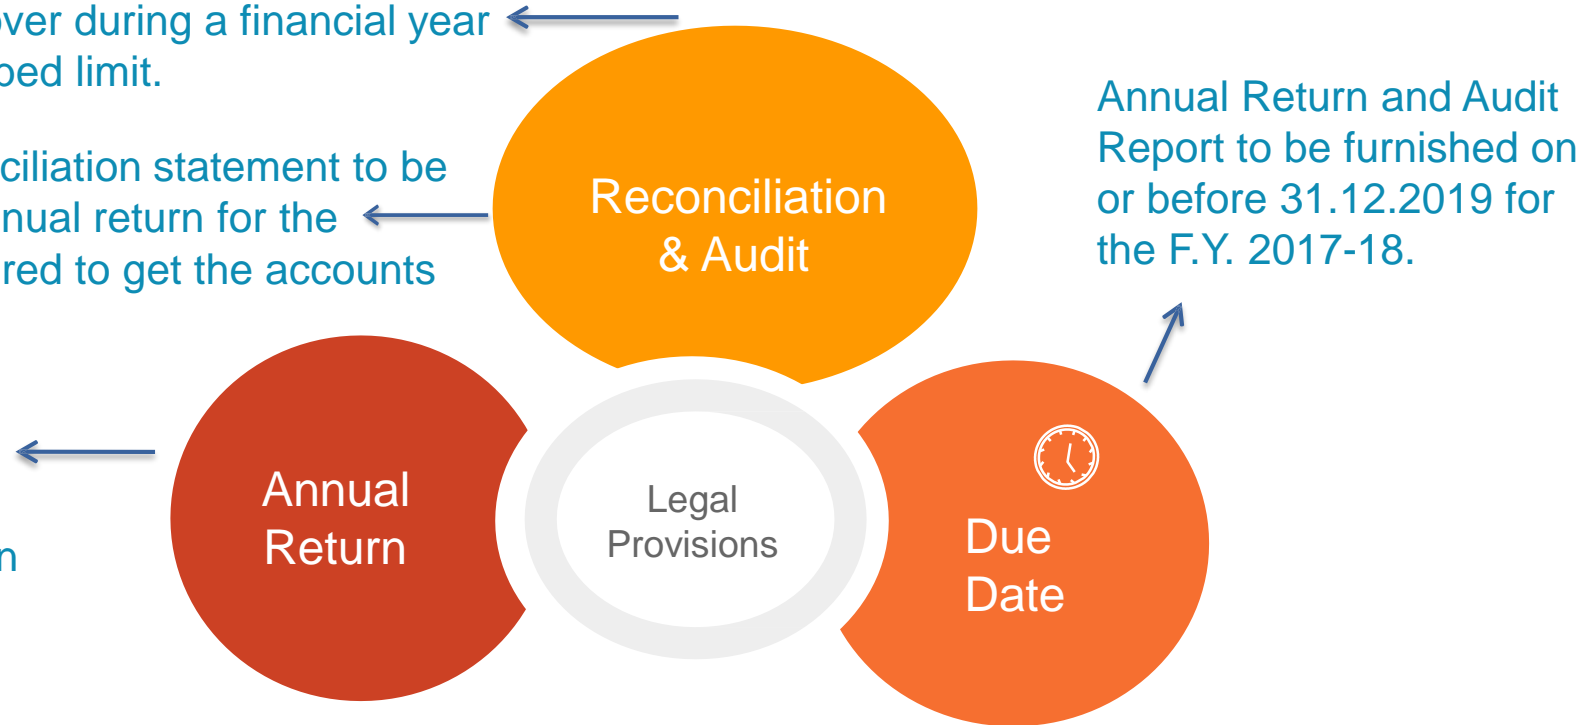 over during a financial year
bed limit.
ciliation statement to be
nual return for the
red to get the accounts
n
Reconciliation
& Audit
Annual Return and Audit
Report to be furnished on
or before 31.12.2019 for
the F.Y. 2017-18.
Annual
Return
Legal
Provisions
Due
Date